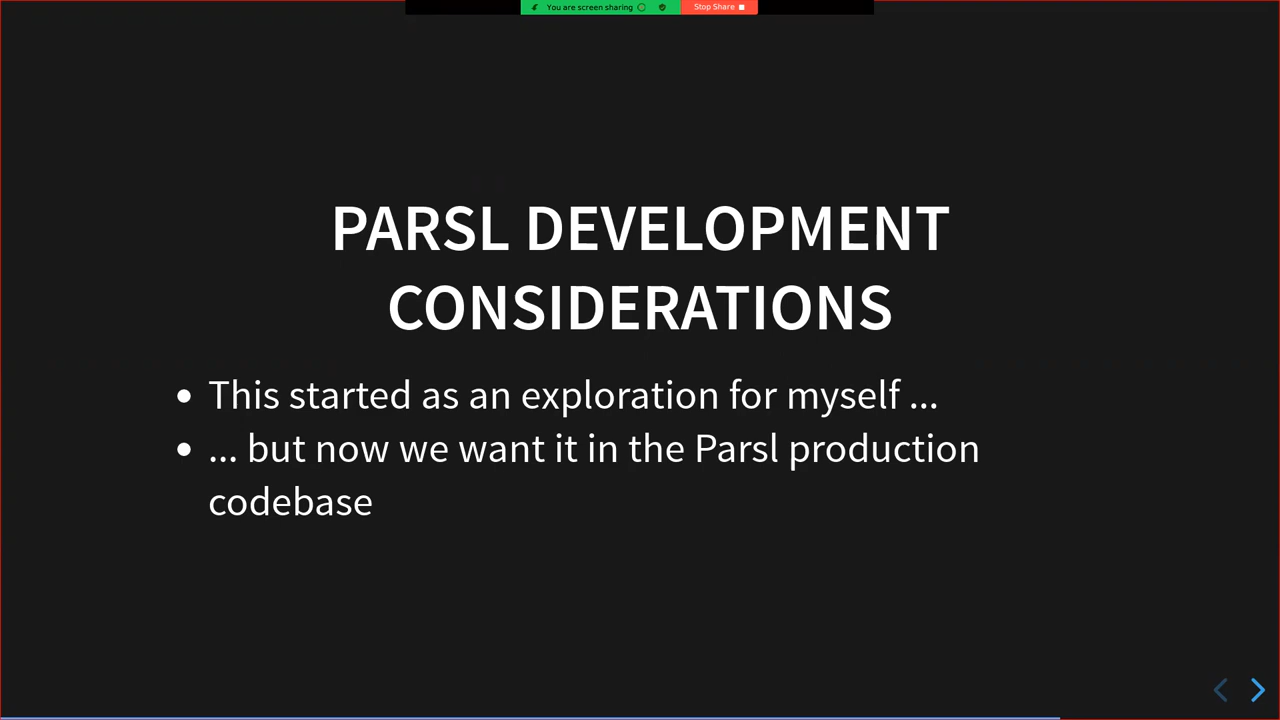 You are screen sharing
Stop Share
PARSL DEVELOPMENT
CONSIDERATIONS
• This started as an exploration for myself ...
• ... but now we want it in the Parsl production
codebase